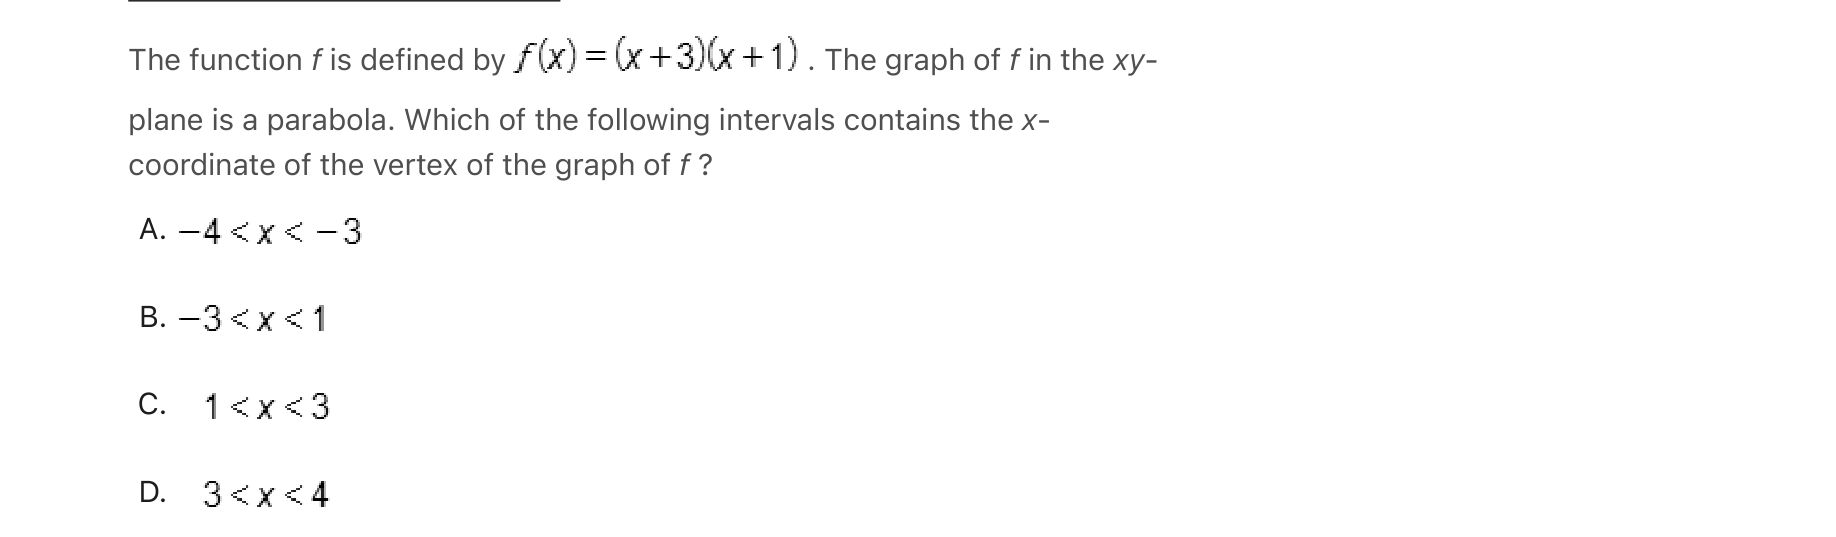 The function f is defined by f(x) = (x + 3)(x + 1) . The graph of f in the xy-
plane is a parabola. Which of the following intervals contains the x-
coordinate of the vertex of the graph of f ?
A. −4 < x < −3
B. −3 < x < 1
C. 1 < x < 3
D. 3 < x < 4